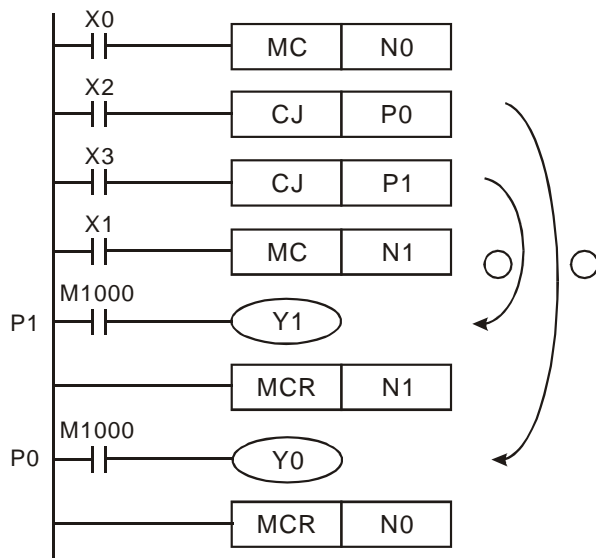 X0
MC N0
X2
CJ P0
X3
CJ P1
X1
MC N1
M1000
P1 Y1
MCR N1
M1000
P0 Y0
MCR N0